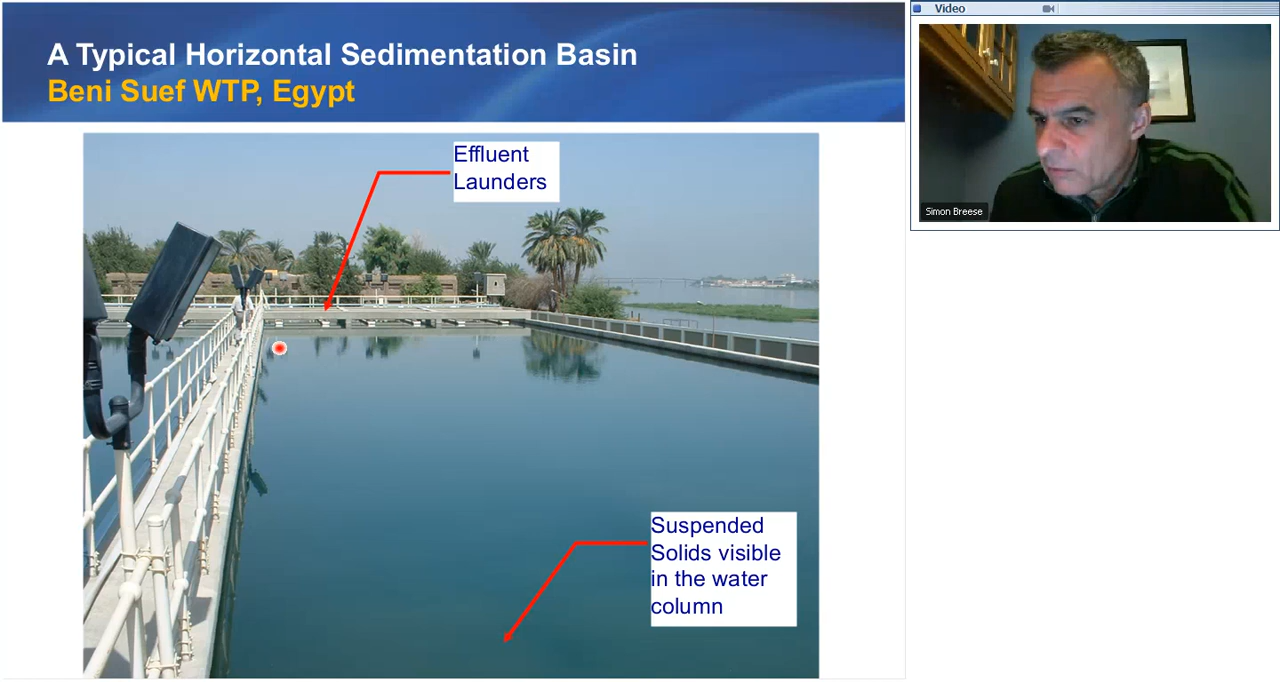 A Typical Horizontal Sedimentation Basin
Beni Suef WTP, Egypt
Effluent
Launders
Suspended
Solids visible
in the water
column
Video
Simon Breese